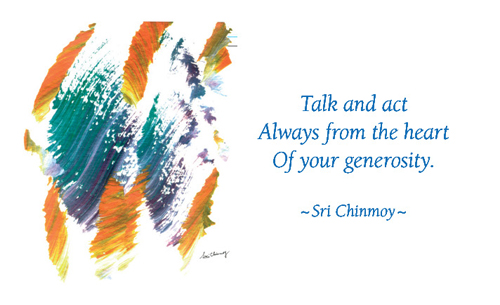 Talk and act
Always from the heart
Of your generosity.
~Sri Chinmoy~